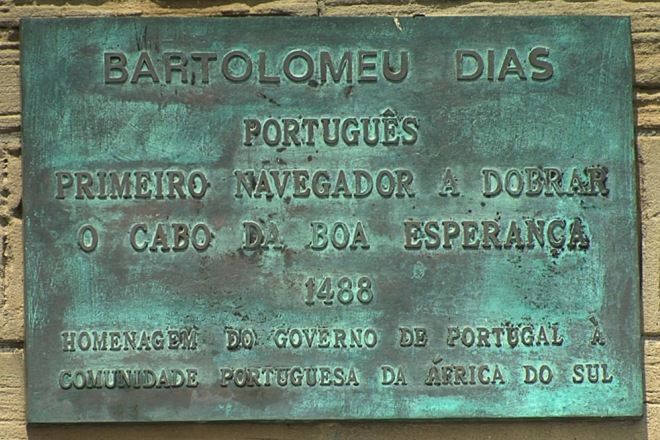 BARTOLOMEU DIAS
PORTUGUÊS
PRIMEIRO NAVEGADOR A DOBRAR
O CABO DA BOA ESPERANÇA
1488
HOMENAGEM DO GOVERNO DE PORTUGAL À
COMUNIDADE PORTUGUESA DA ÁFRICA DO SUL